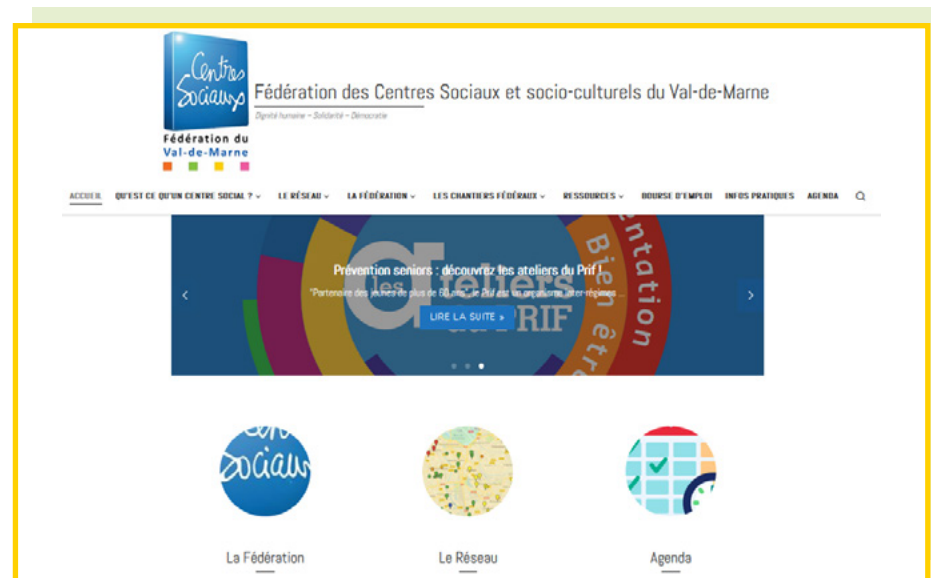 Centres
Sociaux
Fédération du
Val-de-Marne
Fédération des Centres Sociaux et socio-culturels du Val-de-Marne
Dignité humaine – Solidarité – Démocratie
ACCUEIL QU'EST CE QU'UN CENTRE SOCIAL ? LE RÉSEAU LA FÉDÉRATION LES CHANTIERS FÉDÉRAUX RESSOURCES BOURSE D'EMPLOI INFOS PRATIQUES AGENDA
les
ateliers
du PRIF
Bien être
entation
Prévention seniors : découvrez les ateliers du Prif !
"Partenaire des jeunes de plus de 60 ans", le Prif est un organisme inter-régimes ...
LIRE LA SUITE »
Centres
Sociaux
La Fédération Le Réseau Agenda